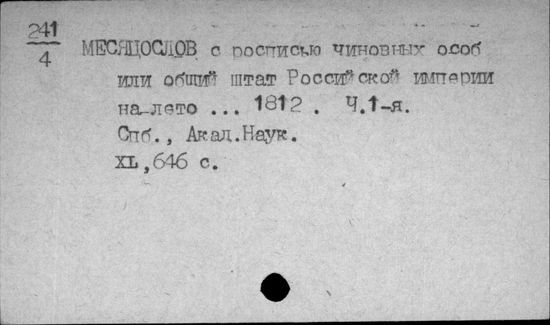 241
4
МЕСЯЦОСЛОВ с росписью чиновных особ
или общий штат Российской империи
на лето ... 1812 . Ч.1-я.
Спб., Акад.Наук.
XL,646 с.